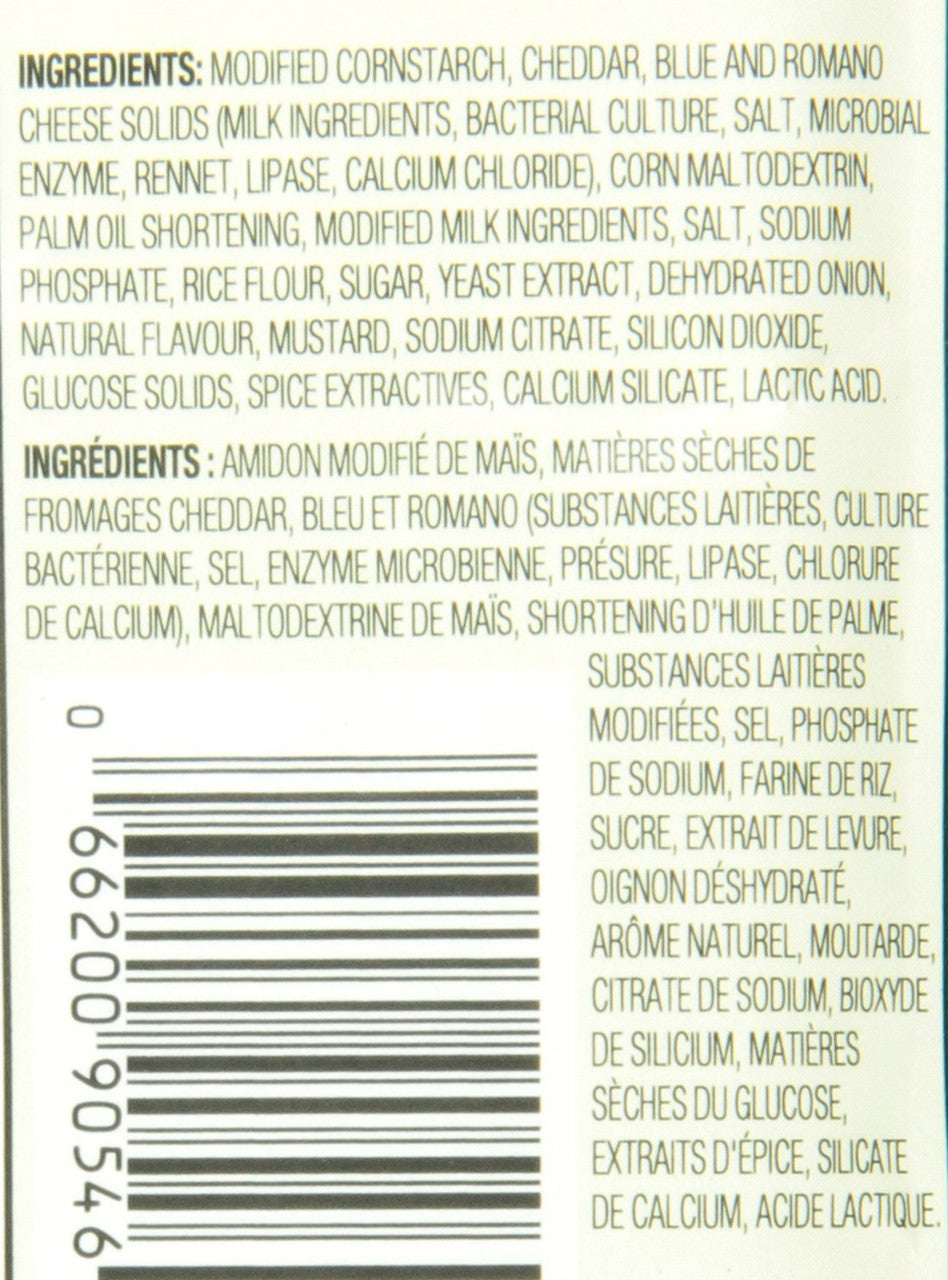 INGREDIENTS: MODIFIED CORNSTARCH, CHEDDAR, BLUE AND ROMANO
CHEESE SOLIDS (MILK INGREDIENTS, BACTERIAL CULTURE, SALT, MICROBIAL
ENZYME, RENNET, LIPASE, CALCIUM CHLORIDE), CORN MALTODEXTRIN,
PALM OIL SHORTENING, MODIFIED MILK INGREDIENTS, SALT, SODIUM
PHOSPHATE, RICE FLOUR, SUGAR, YEAST EXTRACT, DEHYDRATED ONION,
NATURAL FLAVOUR, MUSTARD, SODIUM CITRATE, SILICON DIOXIDE,
GLUCOSE SOLIDS, SPICE EXTRACTIVES, CALCIUM SILICATE, LACTIC ACID.
INGRÉDIENTS : AMIDON MODIFIÉ DE MAÏS, MATIÈRES SÈCHES DE
FROMAGES CHEDDAR, BLEU ET ROMANO (SUBSTANCES LAITIÈRES, CULTURE
BACTÉRIENNE, SEL, ENZYME MICROBIENNE, PRÉSURE, LIPASE, CHLORURE
DE CALCIUM), MALTODEXTRINE DE MAÏS, SHORTENING D'HUILE DE PALME,
SUBSTANCES LAITIÈRES
MODIFIÉES, SEL, PHOSPHATE
DE SODIUM, FARINE DE RIZ,
SUCRE, EXTRAIT DE LEVURE,
OIGNON DÉSHYDRATÉ,
ARÔME NATUREL, MOUTARDE,
CITRATE DE SODIUM, BIOXYDE
DE SILICIUM, MATIÈRES
SÈCHES DU GLUCOSE,
EXTRAITS D'ÉPICE, SILICATE
DE CALCIUM, ACIDE LACTIQUE.
0 66200 90546